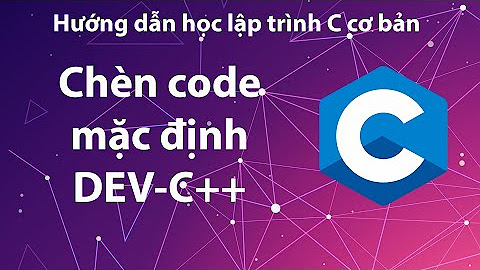 Hướng dẫn học lập trình C cơ bản
Chèn code
mặc định
DEV-C++
C